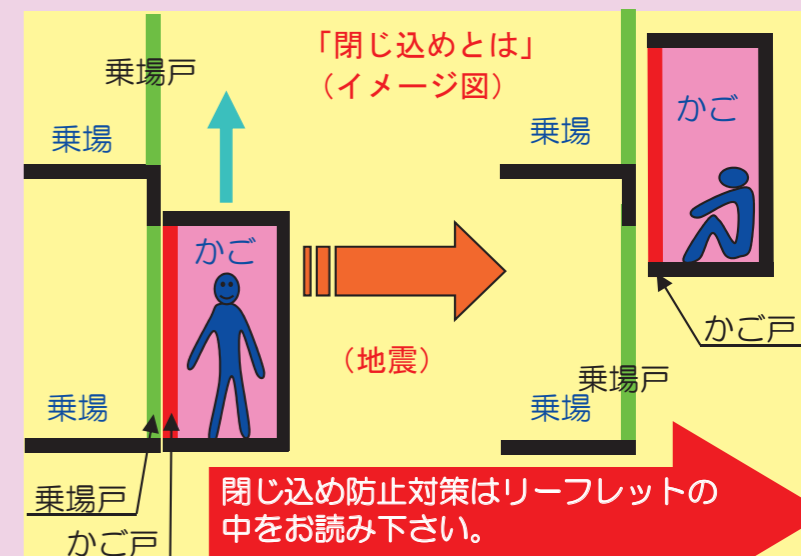 「閉じ込めとは」
（イメージ図）
乗場戸
乗場
かご
乗場
かご
かご戸
（地震）
乗場戸
乗場
乗場
乗場戸
かご戸
閉じ込め防止対策はリーフレットの
中をお読み下さい。